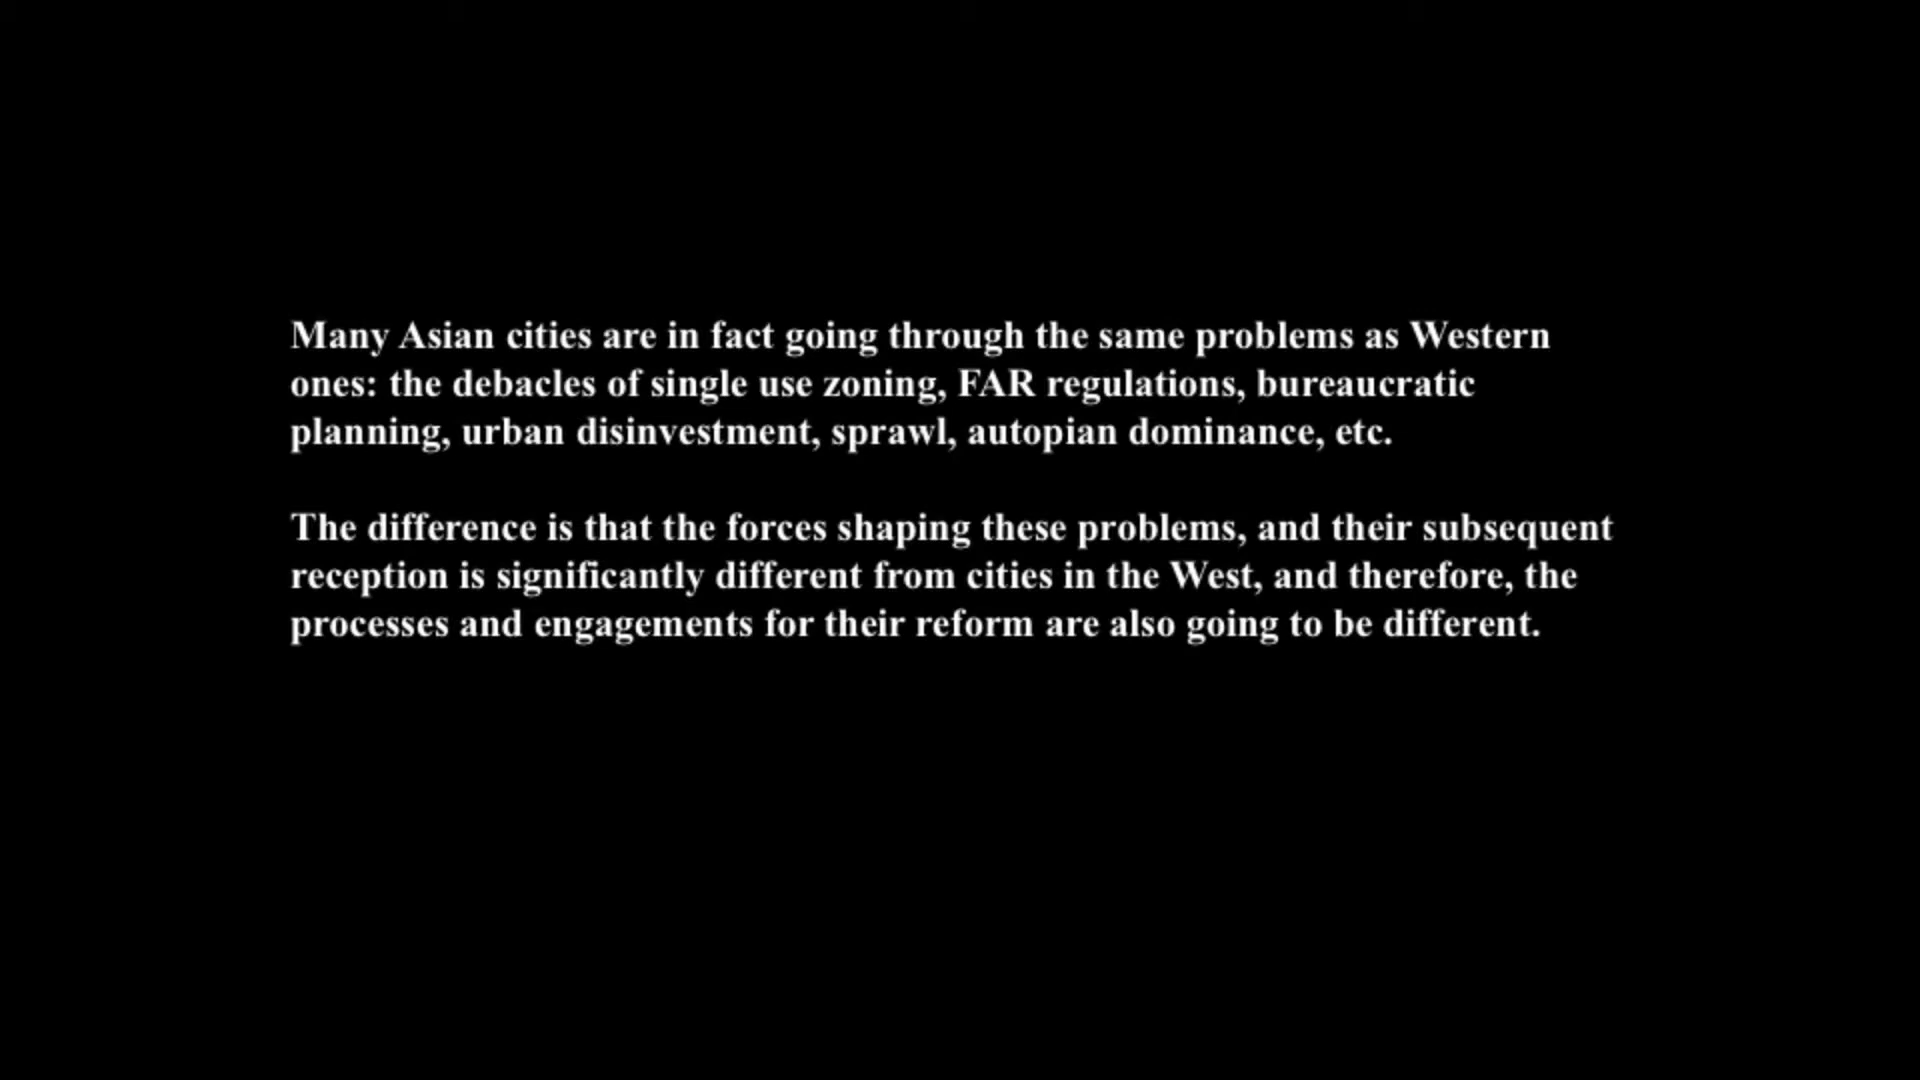 Many Asian cities are in fact going through the same problems as Western
ones: the debacles of single use zoning, FAR regulations, bureaucratic
planning, urban disinvestment, sprawl, autopian dominance, etc.
The difference is that the forces shaping these problems, and their subsequent
reception is significantly different from cities in the West, and therefore, the
processes and engagements for their reform are also going to be different.